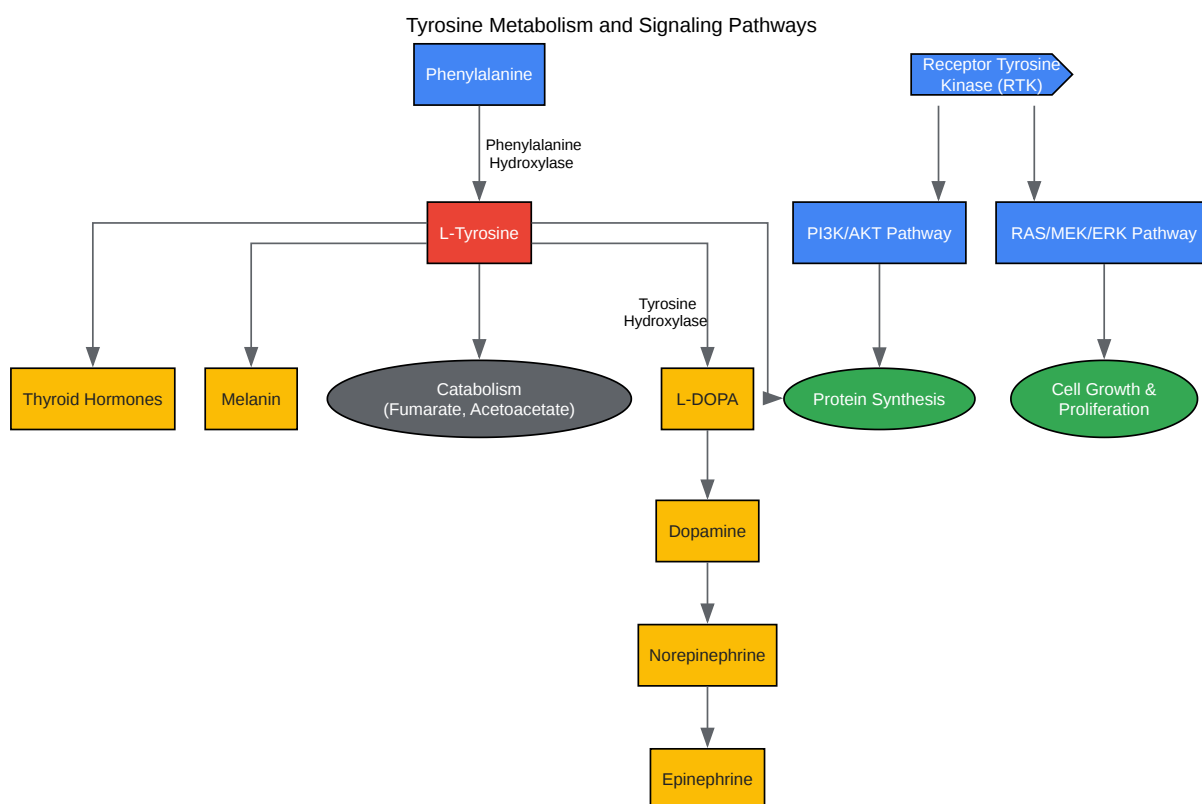 Tyrosine Metabolism and Signaling Pathways
Phenylalanine
Receptor Tyrosine
Kinase (RTK)
Phenylalanine
Hydroxylase
L-Tyrosine
PI3K/AKT Pathway
RAS/MEK/ERK Pathway
Tyrosine
Hydroxylase
Thyroid Hormones
Melanin
Catabolism
(Fumarate, Acetoacetate)
L-DOPA
Protein Synthesis
Cell Growth &
Proliferation
Dopamine
Norepinephrine
Epinephrine